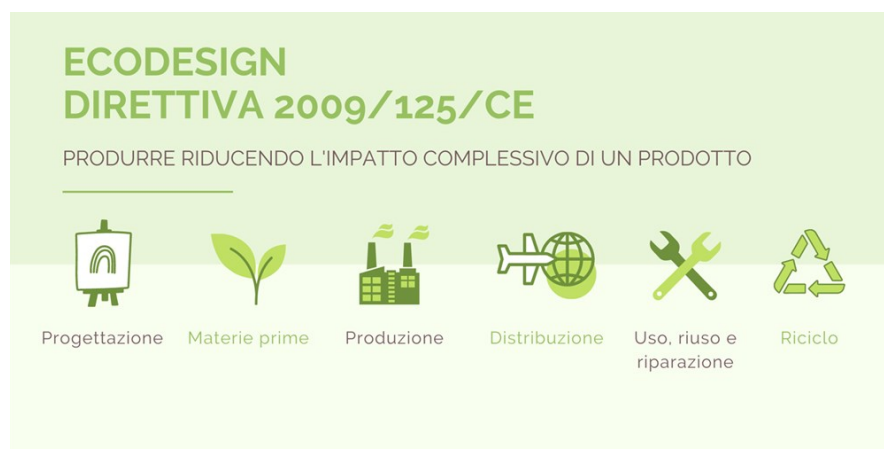 ECODESIGN
DIRETTIVA 2009/125/CE
PRODURRE RIDUCENDO L'IMPATTO COMPLESSIVO DI UN PRODOTTO
Progettazione
Materie prime
Produzione
Distribuzione
Uso, riuso e
riparazione
Riciclo